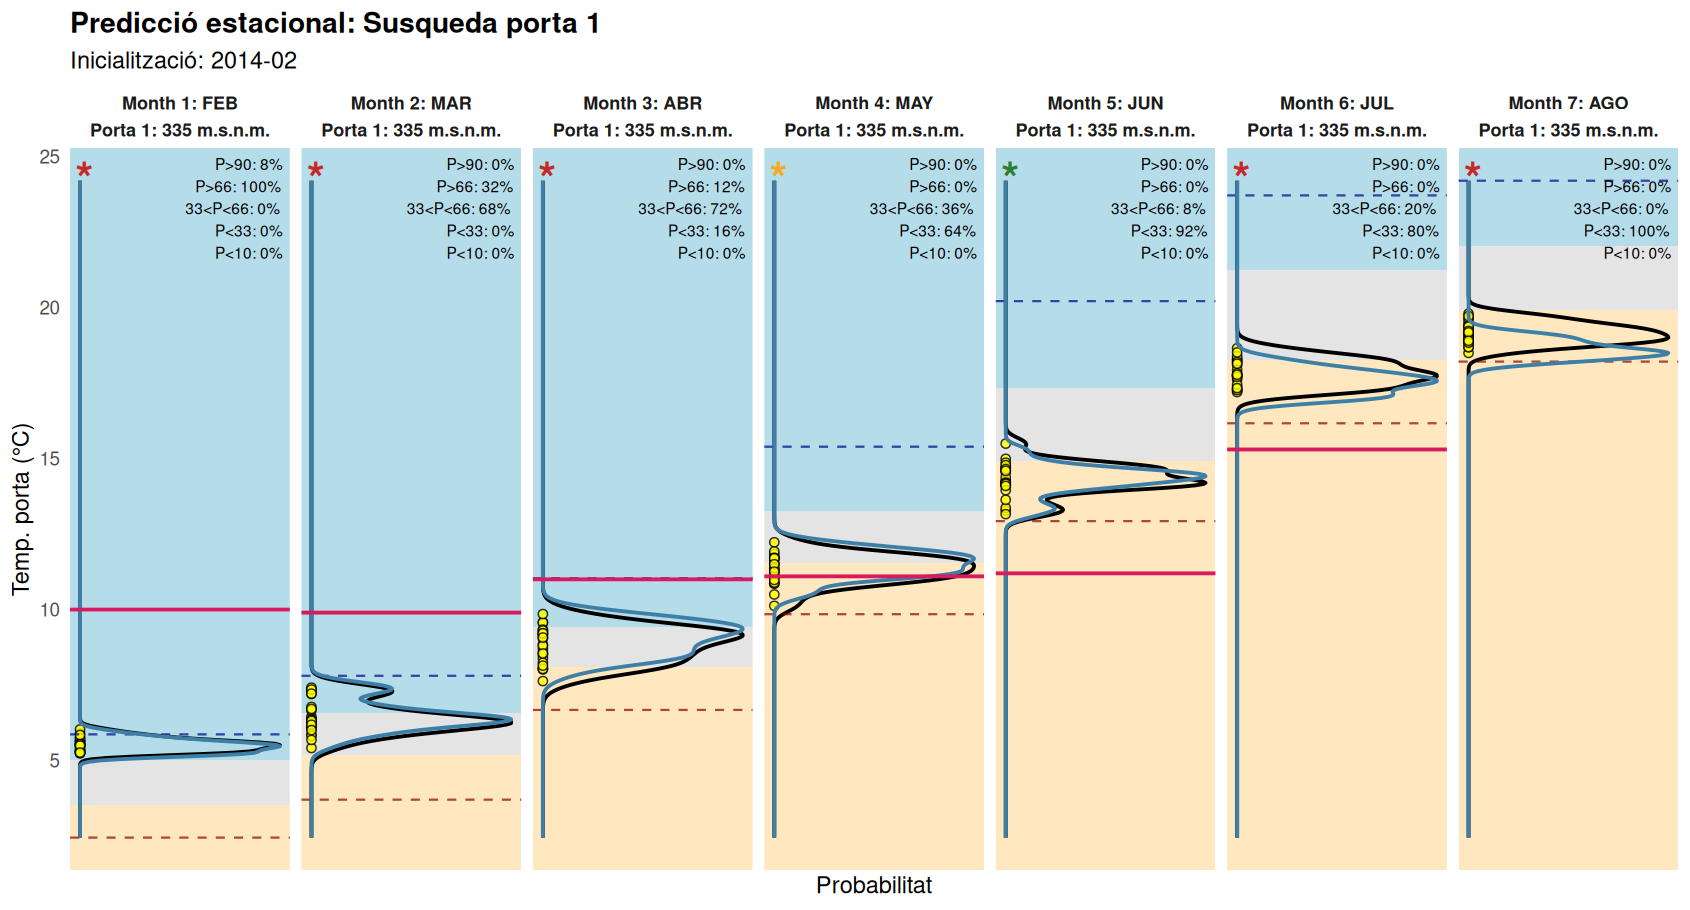 Predicció estacional: Susqueda porta 1
Inicialització: 2014-02
Month 1: FEB
Porta 1: 335 m.s.n.m.
Month 2: MAR
Porta 1: 335 m.s.n.m.
Month 3: ABR
Porta 1: 335 m.s.n.m.
Month 4: MAY
Porta 1: 335 m.s.n.m.
Month 5: JUN
Porta 1: 335 m.s.n.m.
Month 6: JUL
Porta 1: 335 m.s.n.m.
Month 7: AGO
Porta 1: 335 m.s.n.m.
Temp. porta (°C)
25
20
15
10
5
*
P>90: 8%
P>66: 100%
33<P<66: 0%
P<33: 0%
P<10: 0%
*
P>90: 0%
P>66: 32%
33<P<66: 68%
P<33: 0%
P<10: 0%
*
P>90: 0%
P>66: 12%
33<P<66: 72%
P<33: 16%
P<10: 0%
*
P>90: 0%
P>66: 0%
33<P<66: 36%
P<33: 64%
P<10: 0%
*
P>90: 0%
P>66: 0%
33<P<66: 8%
P<33: 92%
P<10: 0%
*
P>90: 0%
P>66: 0%
33<P<66: 20%
P<33: 80%
P<10: 0%
*
P>90: 0%
P>66: 0%
33<P<66: 0%
P<33: 100%
P<10: 0%
Probabilitat